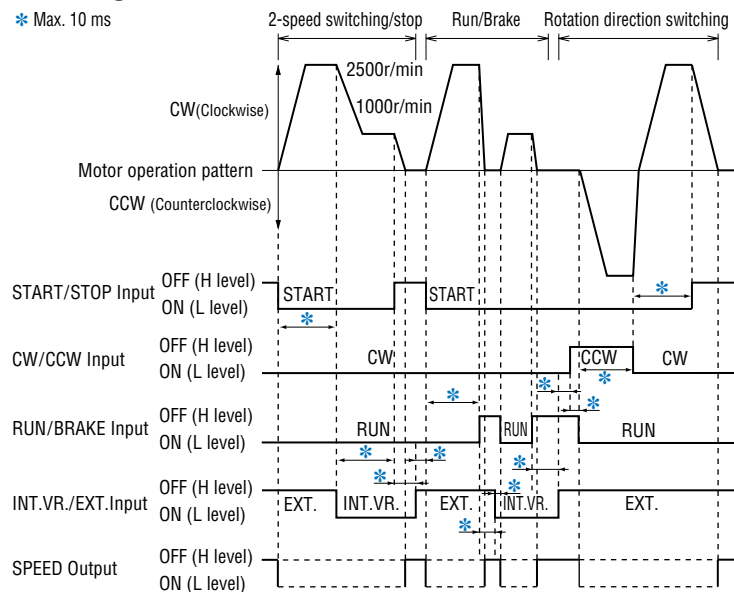 * Max. 10 ms
2-speed switching/stop
Run/Brake
Rotation direction switching
2500r/min
1000r/min
CW(Clockwise)
Motor operation pattern
CCW (Counterclockwise)
START/STOP Input
OFF (H level)
ON (L level)
START
START
*
*
CW/CCW Input
OFF (H level)
ON (L level)
CW
CCW
CW
*
*
*
*
RUN/BRAKE Input
OFF (H level)
ON (L level)
RUN
RUN
RUN
*
*
*
*
INT.VR./EXT.Input
OFF (H level)
ON (L level)
EXT.
INT.VR.
EXT.
INT.VR.
EXT.
*
*
SPEED Output
OFF (H level)
ON (L level)